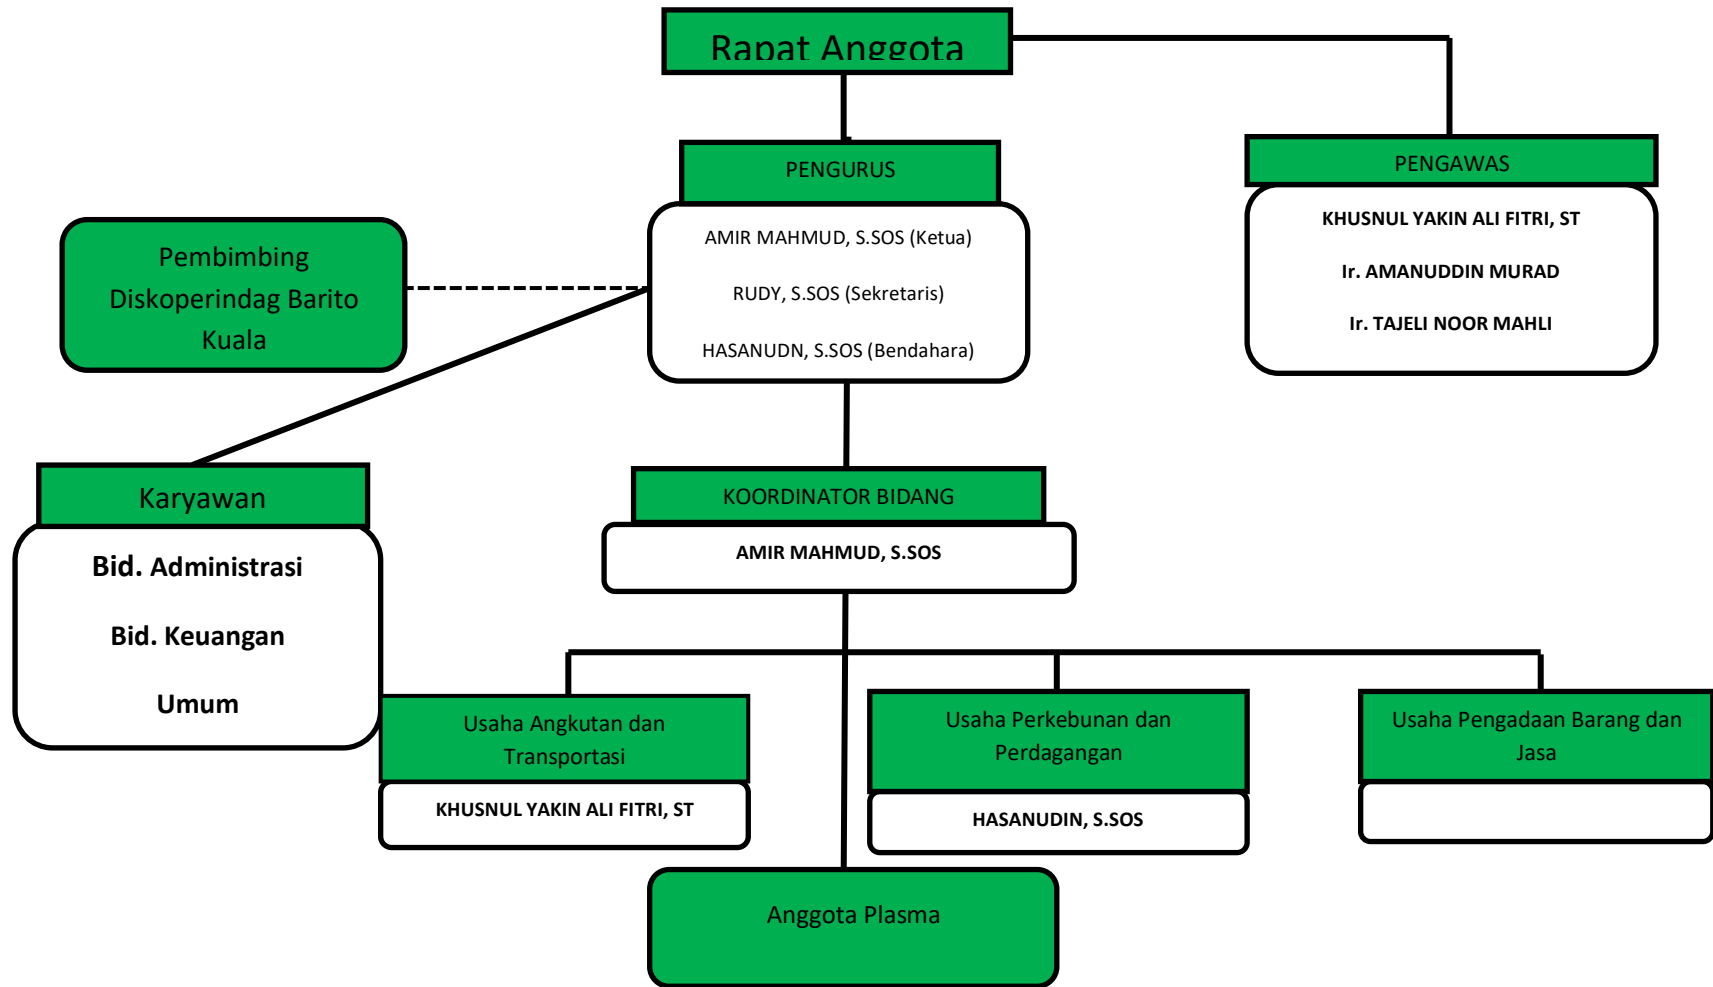 Rapat Anggota
PENGURUS
AMIR MAHMUD, S.SOS (Ketua)
RUDY, S.SOS (Sekretaris)
HASANUDN, S.SOS (Bendahara)
PENGAWAS
KHUSNUL YAKIN ALI FITRI, ST
Ir. AMANUDDIN MURAD
Ir. TAJELI NOOR MAHLI
Pembimbing
Diskoperindag Barito
Kuala
Karyawan
Bid. Administrasi
Bid. Keuangan
Umum
KOORDINATOR BIDANG
AMIR MAHMUD, S.SOS
Usaha Angkutan dan
Transportasi
KHUSNUL YAKIN ALI FITRI, ST
Usaha Perkebunan dan
Perdagangan
HASANUDIN, S.SOS
Usaha Pengadaan Barang dan
Jasa
Anggota Plasma